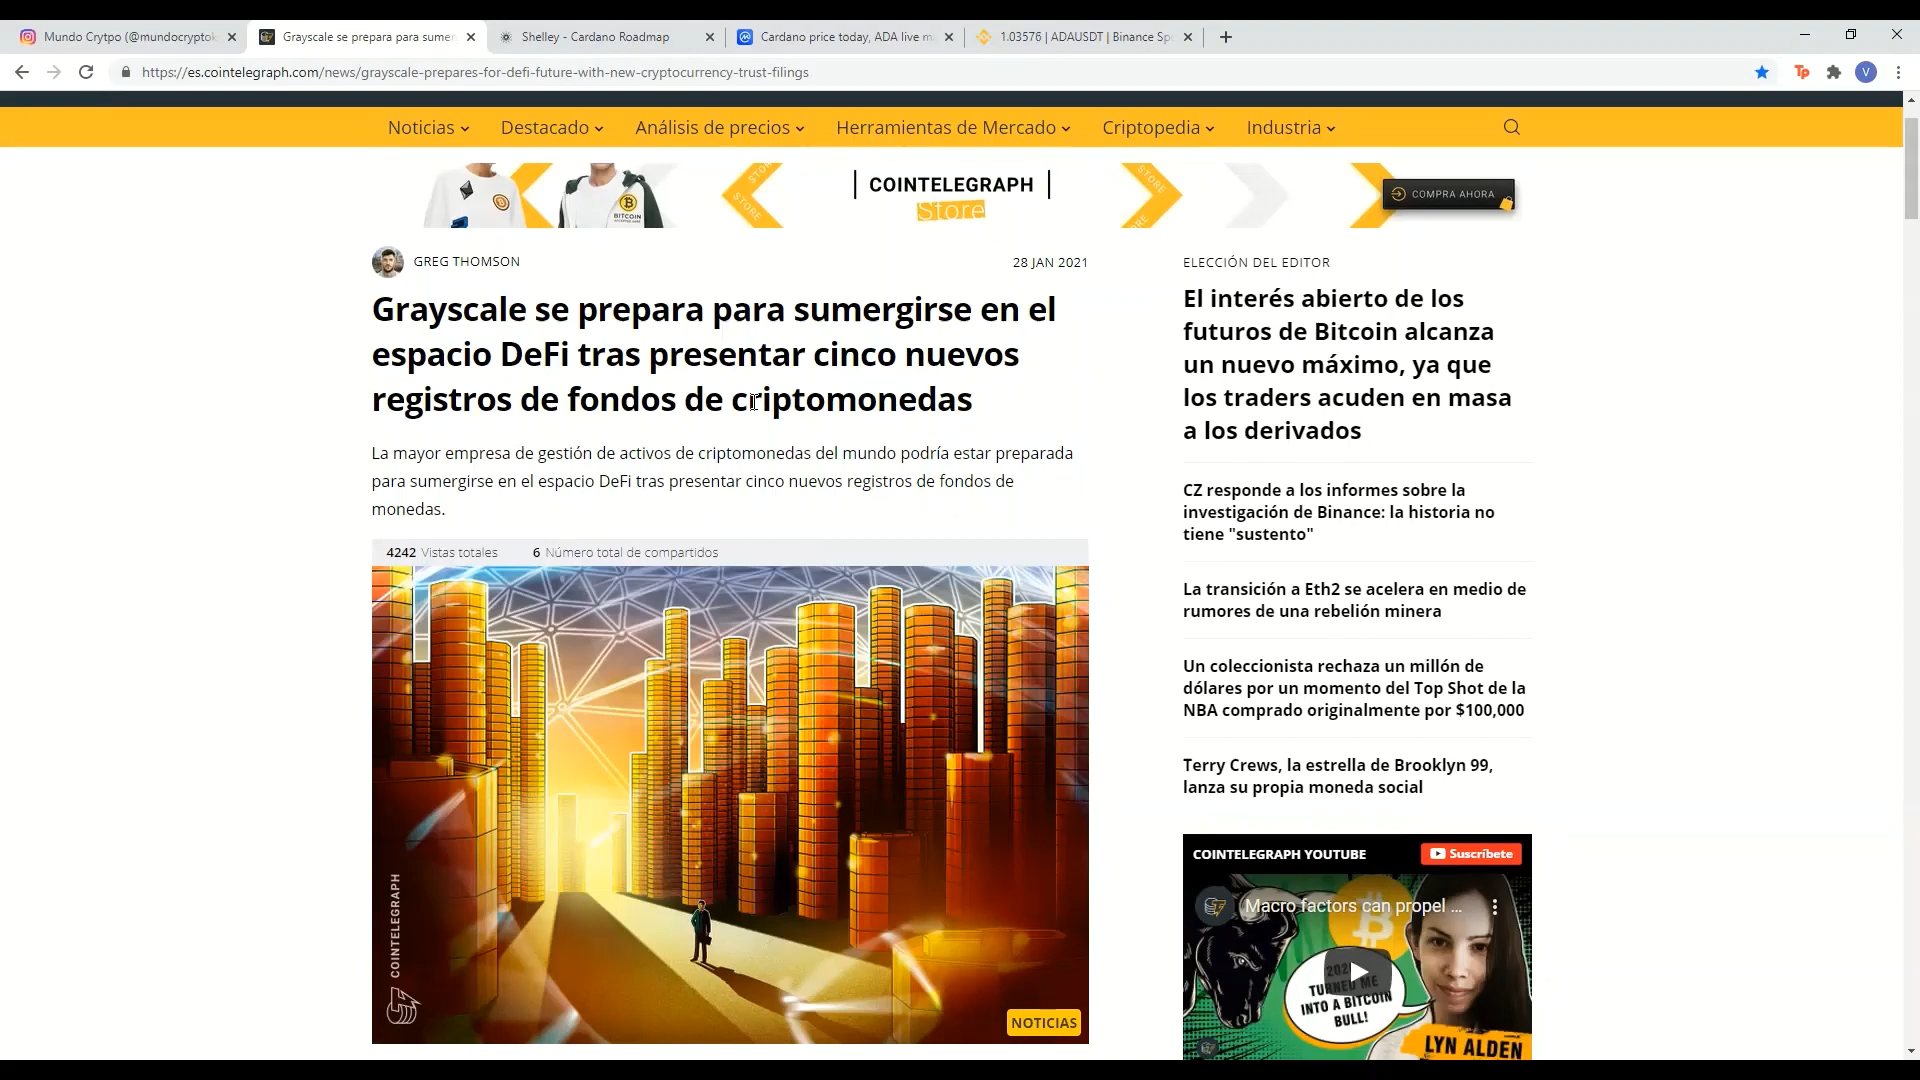 Mundo Crytpo (@mundocrypto
Grayscale se prepara para sumer
Shelley - Cardano Roadmap
Cardano price today, ADA live m
1.03576 | ADAUSDT | Binance Sp
https://es.cointelegraph.com/news/grayscale-prepares-for-defi-future-with-new-cryptocurrency-trust-filings
Tp
V
Noticias
Destacado
Análisis de precios
Herramientas de Mercado
Criptopedia
Industria
BITCOIN
STORE
STORE
COINTELEGRAPH
Store
STORE
COMPRA AHORA
GREG THOMSON
28 JAN 2021
Grayscale se prepara para sumergirse en el
espacio DeFi tras presentar cinco nuevos
registros de fondos de criptomonedas
La mayor empresa de gestión de activos de criptomonedas del mundo podría estar preparada
para sumergirse en el espacio DeFi tras presentar cinco nuevos registros de fondos de
monedas.
4242 Vistas totales
6 Número total de compartidos
COINTELEGRAPH
NOTICIAS
ELECCIÓN DEL EDITOR
El interés abierto de los
futuros de Bitcoin alcanza
un nuevo máximo, ya que
los traders acuden en masa
a los derivados
CZ responde a los informes sobre la
investigación de Binance: la historia no
tiene "sustento"
La transición a Eth2 se acelera en medio de
rumores de una rebelión minera
Un coleccionista rechaza un millón de
dólares por un momento del Top Shot de la
NBA comprado originalmente por $100,000
Terry Crews, la estrella de Brooklyn 99,
lanza su propia moneda social
COINTELEGRAPH YOUTUBE
Suscríbete
Macro factors can propel ...
TURNED ME
INTO A BITCOIN
BULL!
LYN ALDEN